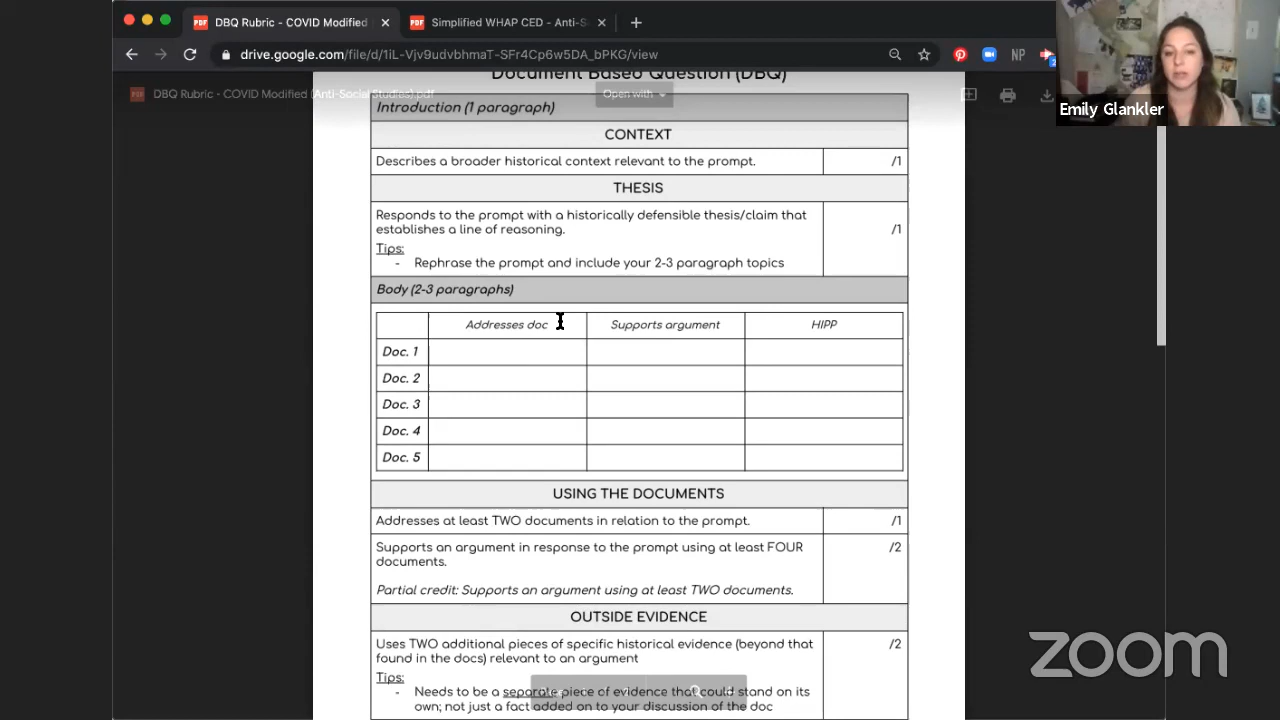 DBQ Rubric - COVID Modified
Simplified WHAP CED - Anti-S
drive.google.com/file/d/1iL-Vjv9udvbhmaT-SFr4Cp6w5DA_bPKG/view
NP
Emily Glankler
Document Based Question (DBQ)
DBQ Rubric - COVID Modified (Anti-Social Studies).pdf
Open with
Introduction (1 paragraph)
CONTEXT
Describes a broader historical context relevant to the prompt.
/1
THESIS
Responds to the prompt with a historically defensible thesis/claim that
establishes a line of reasoning.
/1
Tips:
- Rephrase the prompt and include your 2-3 paragraph topics
Body (2-3 paragraphs)
Addresses doc Supports argument HIPP
Doc. 1
Doc. 2
Doc. 3
Doc. 4
Doc. 5
USING THE DOCUMENTS
Addresses at least TWO documents in relation to the prompt.
/1
Supports an argument in response to the prompt using at least FOUR
documents.
/2
Partial credit: Supports an argument using at least TWO documents.
OUTSIDE EVIDENCE
Uses TWO additional pieces of specific historical evidence (beyond that
found in the docs) relevant to an argument
/2
Tips:
- Needs to be a separate piece of evidence that could stand on its
own; not just a fact added on to your discussion of the doc
zoom